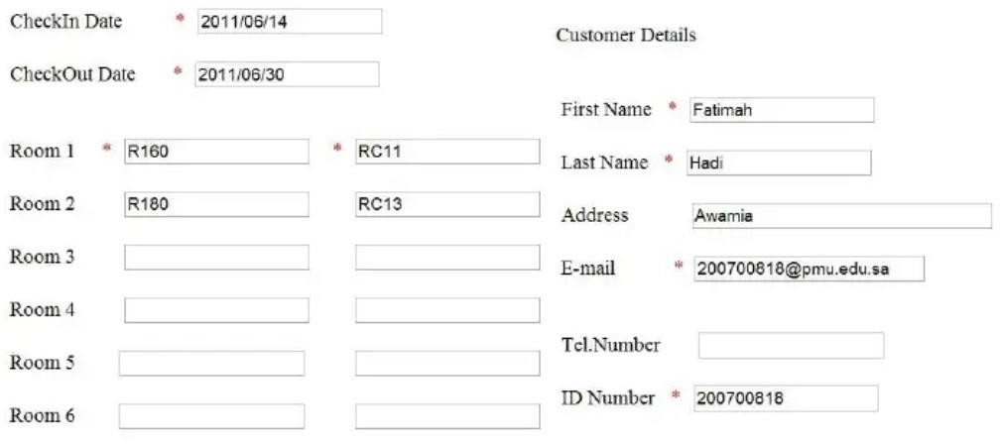 CheckIn Date * 2011/06/14
CheckOut Date * 2011/06/30
Room 1 * R160 * RC11
Room 2 R180 RC13
Room 3
Room 4
Room 5
Room 6
Customer Details
First Name * Fatimah
Last Name * Hadi
Address Awamia
E-mail * 200700818@pmu.edu.sa
Tel.Number
ID Number * 200700818